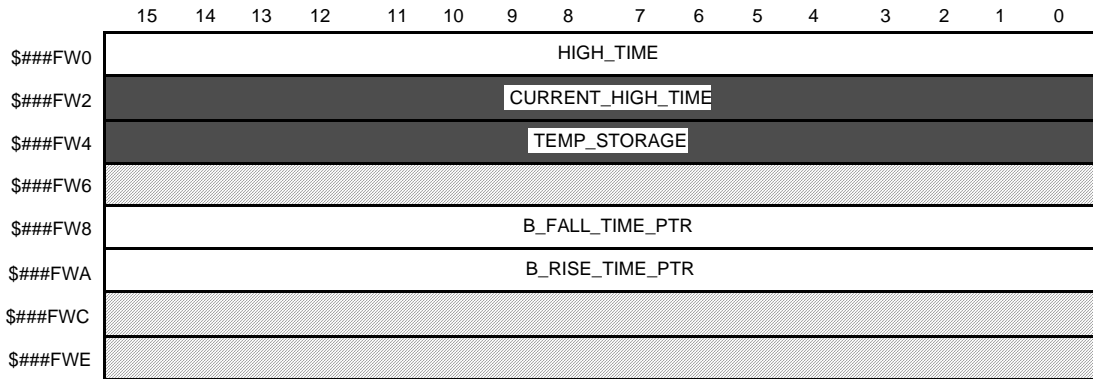 15 14 13 12 11 10 9 8 7 6 5 4 3 2 1 0
$###FW0 HIGH_TIME
$###FW2 CURRENT_HIGH_TIME
$###FW4 TEMP_STORAGE
$###FW6
$###FW8 B_FALL_TIME_PTR
$###FWA B_RISE_TIME_PTR
$###FWC
$###FWE